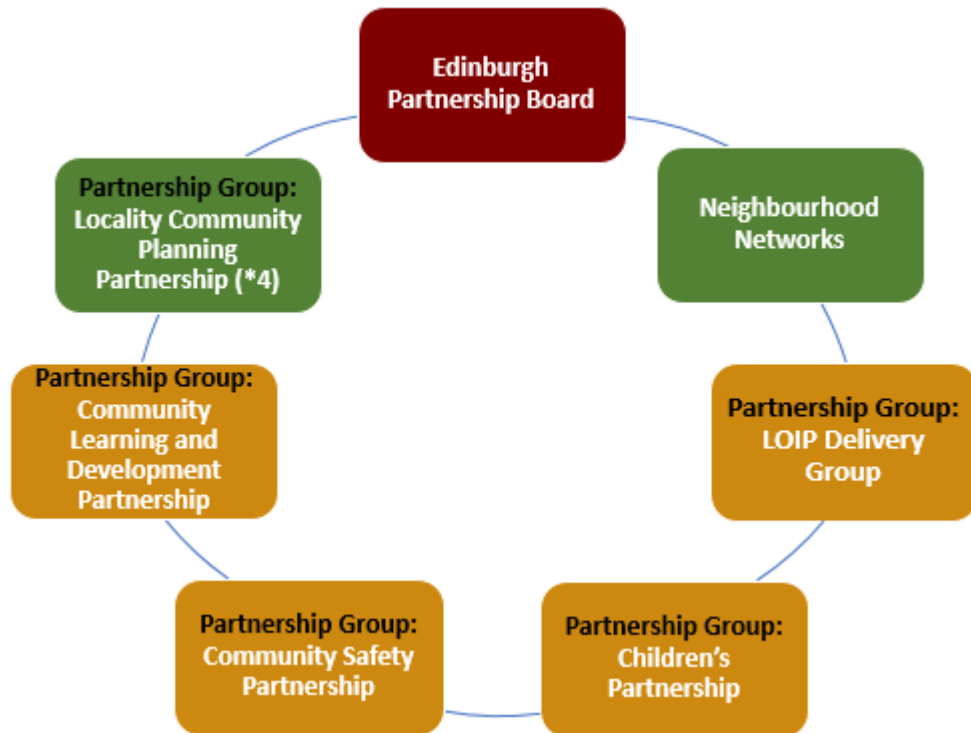 Edinburgh
Partnership Board
Partnership Group:
Locality Community
Planning
Partnership (*4)
Neighbourhood
Networks
Partnership Group:
Community
Learning and
Development
Partnership
Partnership Group:
LOIP Delivery
Group
Partnership Group:
Community Safety
Partnership
Partnership Group:
Children’s
Partnership